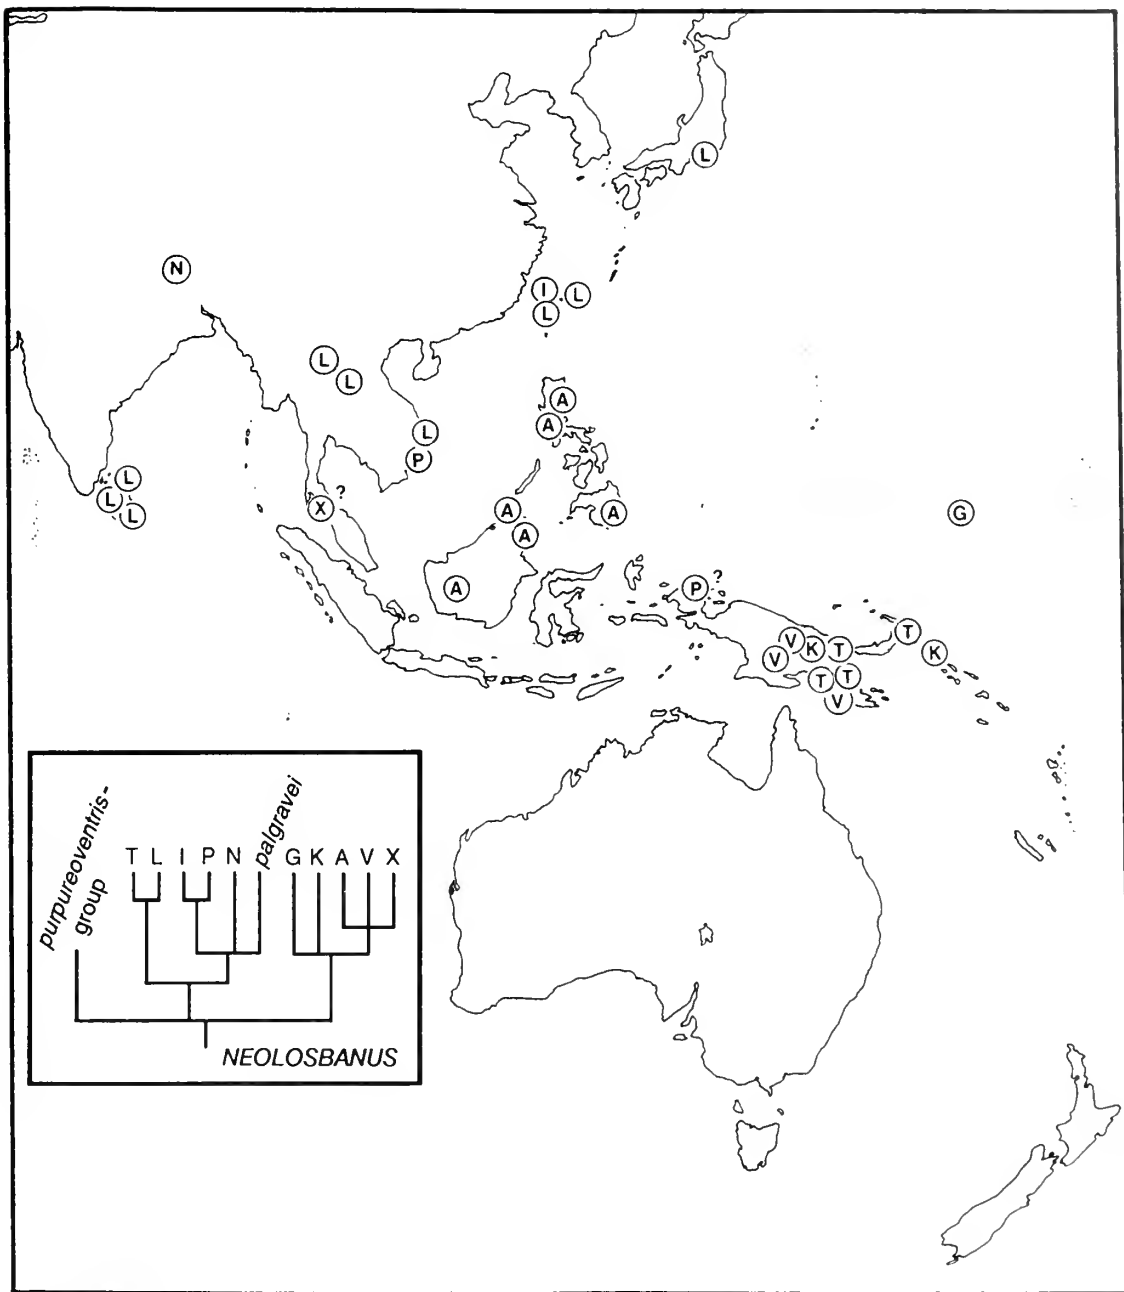 L
N
I L
L
L
L
A
A
L
P
L
L
L
X ?
A
A
A
G
A
P ?
T
V K T K
V
T T
V
purpureoventris-
group
palgravei
T L I P N G K A V X
NEOLOSBANUS